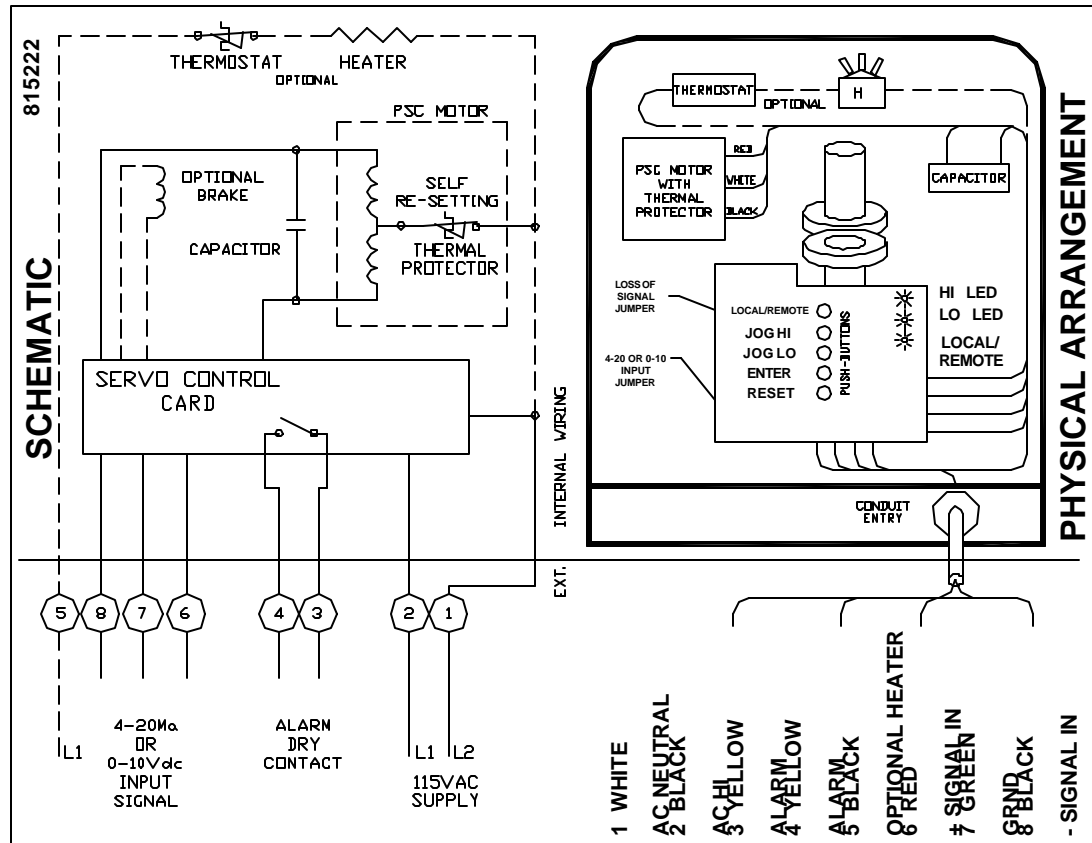 815222
SCHEMATIC
THERMOSTAT
HEATER
OPTIONAL
PSC MOTOR
OPTIONAL
BRAKE
SELF
RE-SETTING
CAPACITOR
THERMAL
PROTECTOR
SERVO CONTROL
CARD
INTERNAL WIRING
EXT.
5
8
7
6
4
3
2
1
L1
4-20Ma
OR
0-10Vdc
INPUT
SIGNAL
ALARM
DRY
CONTACT
L1
L2
115VAC
SUPPLY
PHYSICAL ARRANGEMENT
THERMOSTAT
OPTIONAL
H
PSC MOTOR
WITH
THERMAL
PROTECTOR
RED
WHITE
BLACK
CAPACITOR
LOSS OF
SIGNAL
JUMPER
4-20 OR 0-10
INPUT
JUMPER
LOCAL/REMOTE
JOG HI
JOG LO
ENTER
RESET
PUSH-BUTTONS
HI LED
LO LED
LOCAL/
REMOTE
CONDUIT
ENTRY
1 WHITE
AC NEUTRAL
2 BLACK
AC HI
3 YELLOW
ALARM
4 YELLOW
ALARM
5 BLACK
OPTIONAL HEATER
6 RED
+ SIGNAL IN
7 GREEN
GRND
8 BLACK
- SIGNAL IN